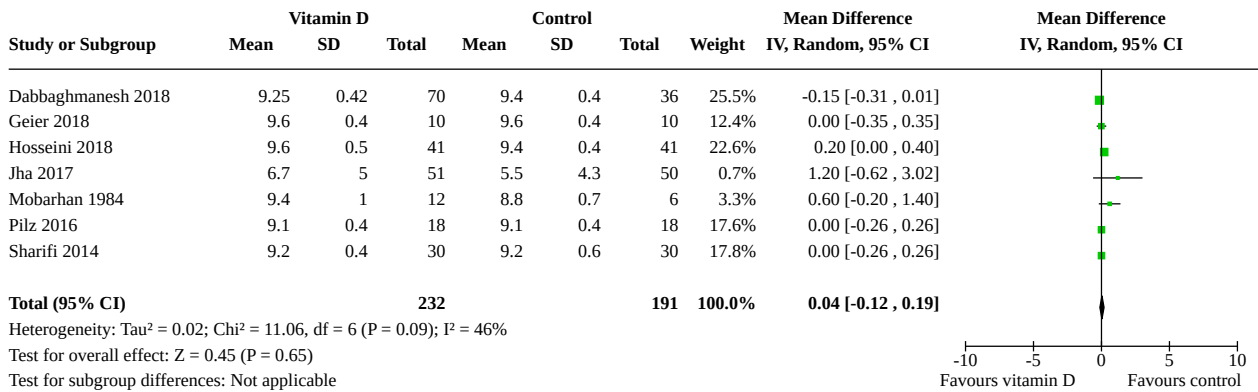 Vitamin D Control Mean Difference Mean Difference
Study or Subgroup Mean SD Total Mean SD Total Weight IV, Random, 95% CI IV, Random, 95% CI
Dabbaghmanesh 2018 9.25 0.42 70 9.4 0.4 36 25.5% -0.15 [-0.31 , 0.01]
Geier 2018 9.6 0.4 10 9.6 0.4 10 12.4% 0.00 [-0.35 , 0.35]
Hosseini 2018 9.6 0.5 41 9.4 0.4 41 22.6% 0.20 [0.00 , 0.40]
Jha 2017 6.7 5 51 5.5 4.3 50 0.7% 1.20 [-0.62 , 3.02]
Mobarhan 1984 9.4 1 12 8.8 0.7 6 3.3% 0.60 [-0.20 , 1.40]
Pilz 2016 9.1 0.4 18 9.1 0.4 18 17.6% 0.00 [-0.26 , 0.26]
Sharifi 2014 9.2 0.4 30 9.2 0.6 30 17.8% 0.00 [-0.26 , 0.26]
Total (95% CI) 232 191 100.0% 0.04 [-0.12 , 0.19]
Heterogeneity: Tau² = 0.02; Chi² = 11.06, df = 6 (P = 0.09); I² = 46%
Test for overall effect: Z = 0.45 (P = 0.65) -10 -5 0 5 10
Test for subgroup differences: Not applicable Favours vitamin D Favours control